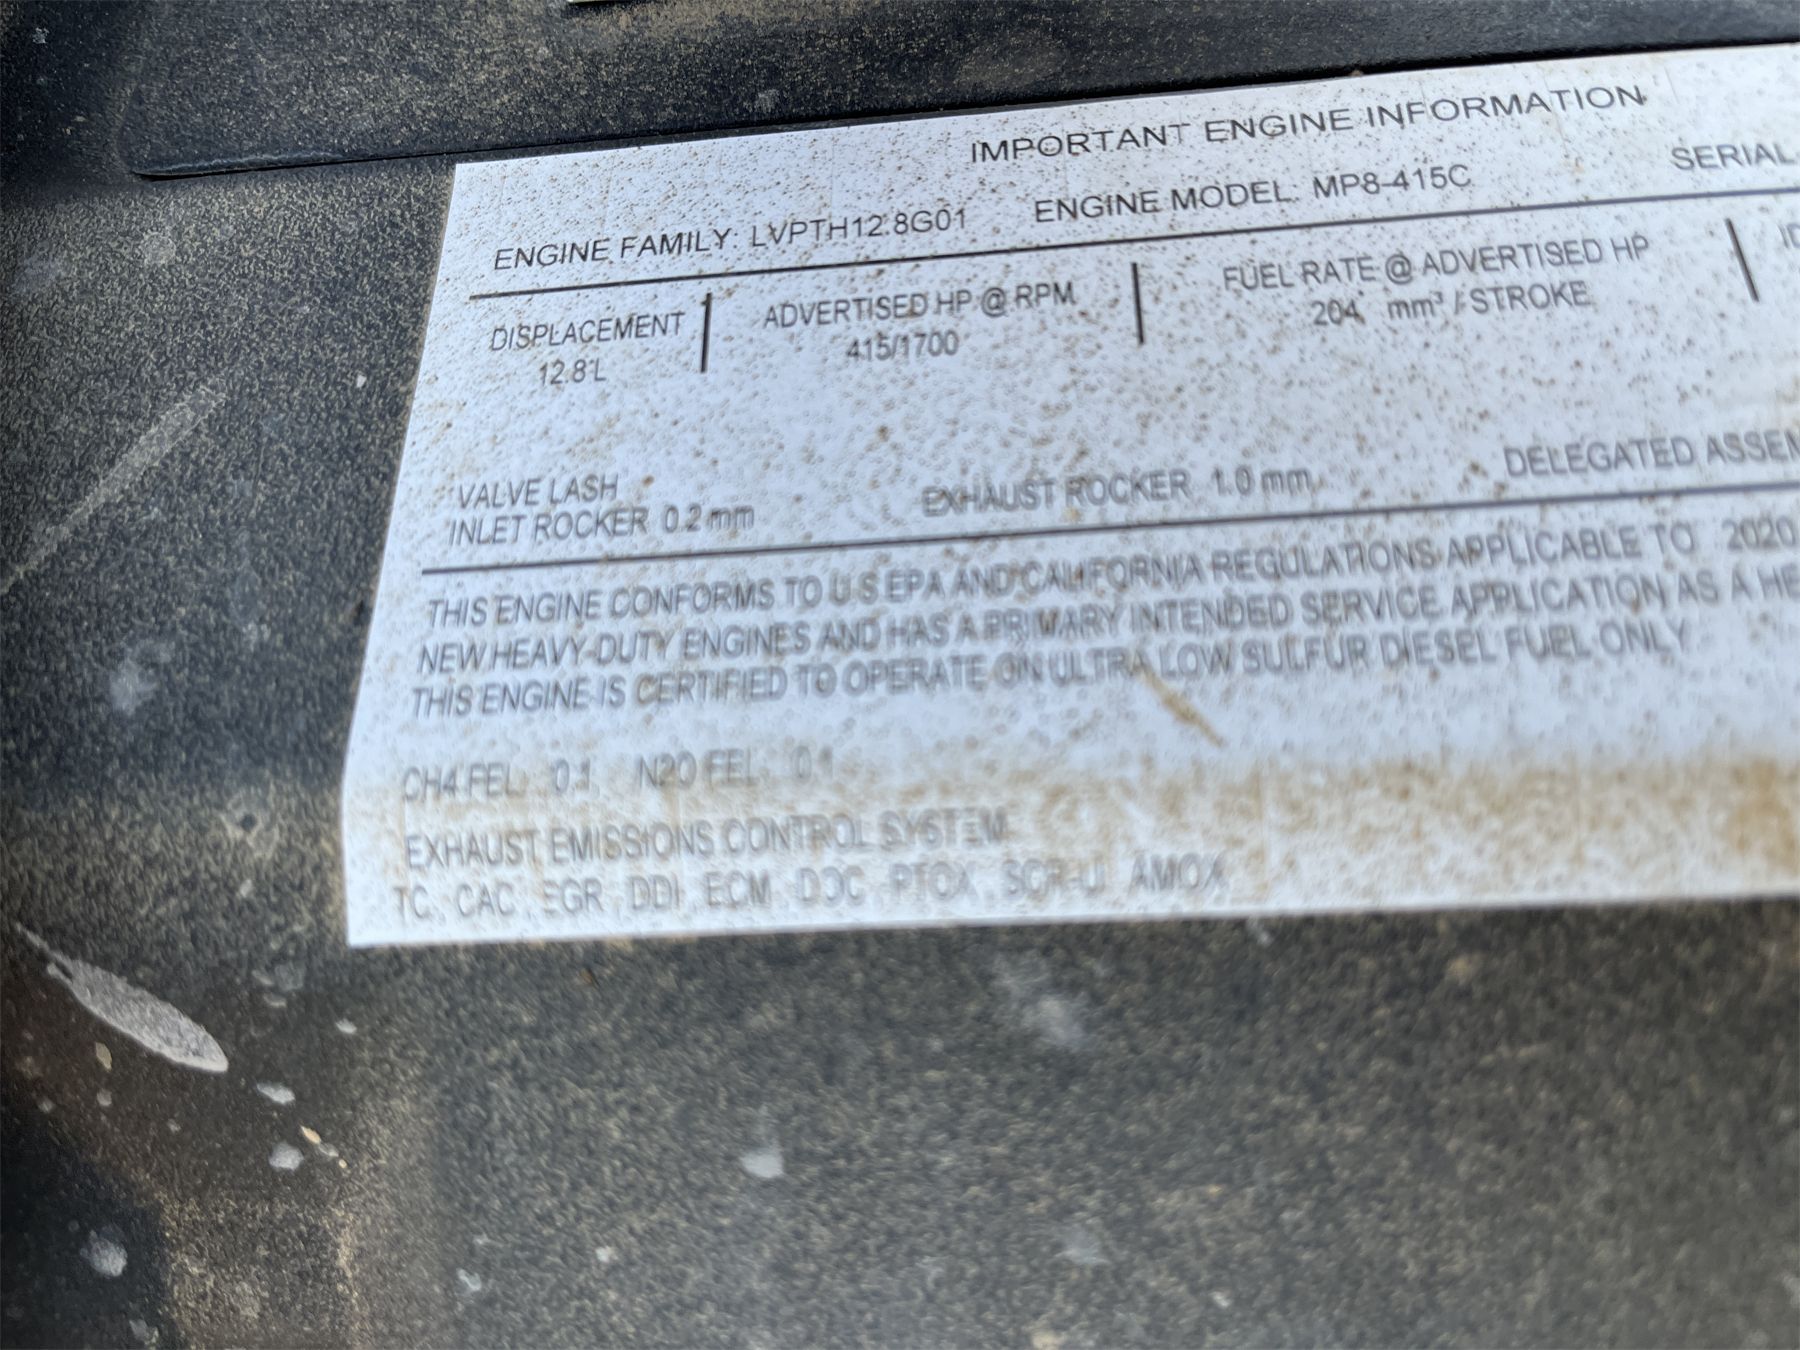 IMPORTANT ENGINE INFORMATION
ENGINE FAMILY: LVPTH12.8G01 ENGINE MODEL: MP8-415C SERIAL
DISPLACEMENT ADVERTISED HP @ RPM FUEL RATE @ ADVERTISED HP
12.8 L 415/1700 204 mm³ / STROKE
VALVE LASH
INLET ROCKER 0.2 mm EXHAUST ROCKER 1.0 mm DELEGATED ASSEM
THIS ENGINE CONFORMS TO U.S EPA AND CALIFORNIA REGULATIONS APPLICABLE TO 2020
NEW HEAVY-DUTY ENGINES AND HAS A PRIMARY INTENDED SERVICE APPLICATION AS A HE
THIS ENGINE IS CERTIFIED TO OPERATE ON ULTRA LOW SULFUR DIESEL FUEL ONLY
CH4 FEL: 0.1 N2O FEL: 0.1
EXHAUST EMISSIONS CONTROL SYSTEM
TC, CAC, EGR, DDI, ECM, DOC, PTOX, SCR-U, AMOX